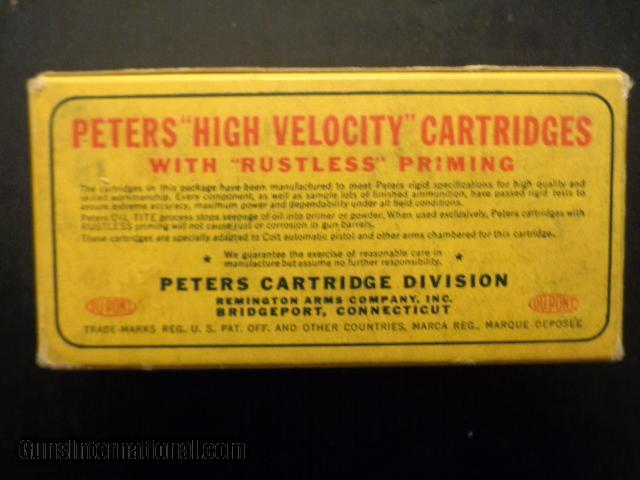 PETERS "HIGH VELOCITY" CARTRIDGES
WITH "RUSTLESS" PRIMING
The cartridges in this package have been manufactured to meet Peters rigid specifications for high quality and
skilled workmanship. Every component, as well as sample lots of finished ammunition, have passed rigid tests to
assure extreme accuracy, maximum power and dependability under all field conditions.
Peters OIL-TITE process stops seepage of oil into primer or powder. When used exclusively, Peters cartridges with
RUSTLESS priming will not cause rust or corrosion in gun barrels.
These cartridges are specially adapted to Colt automatic pistol and other arms chambered for this cartridge.
★ We guarantee the exercise of reasonable care in ★
manufacture but assume no further responsibility.
PETERS CARTRIDGE DIVISION
REMINGTON ARMS COMPANY, INC.
BRIDGEPORT, CONNECTICUT
DU PONT
DU PONT
TRADE-MARKS REG. U. S. PAT. OFF. AND OTHER COUNTRIES, MARCA REG., MARQUE DEPOSÉE
GunsInternational.com